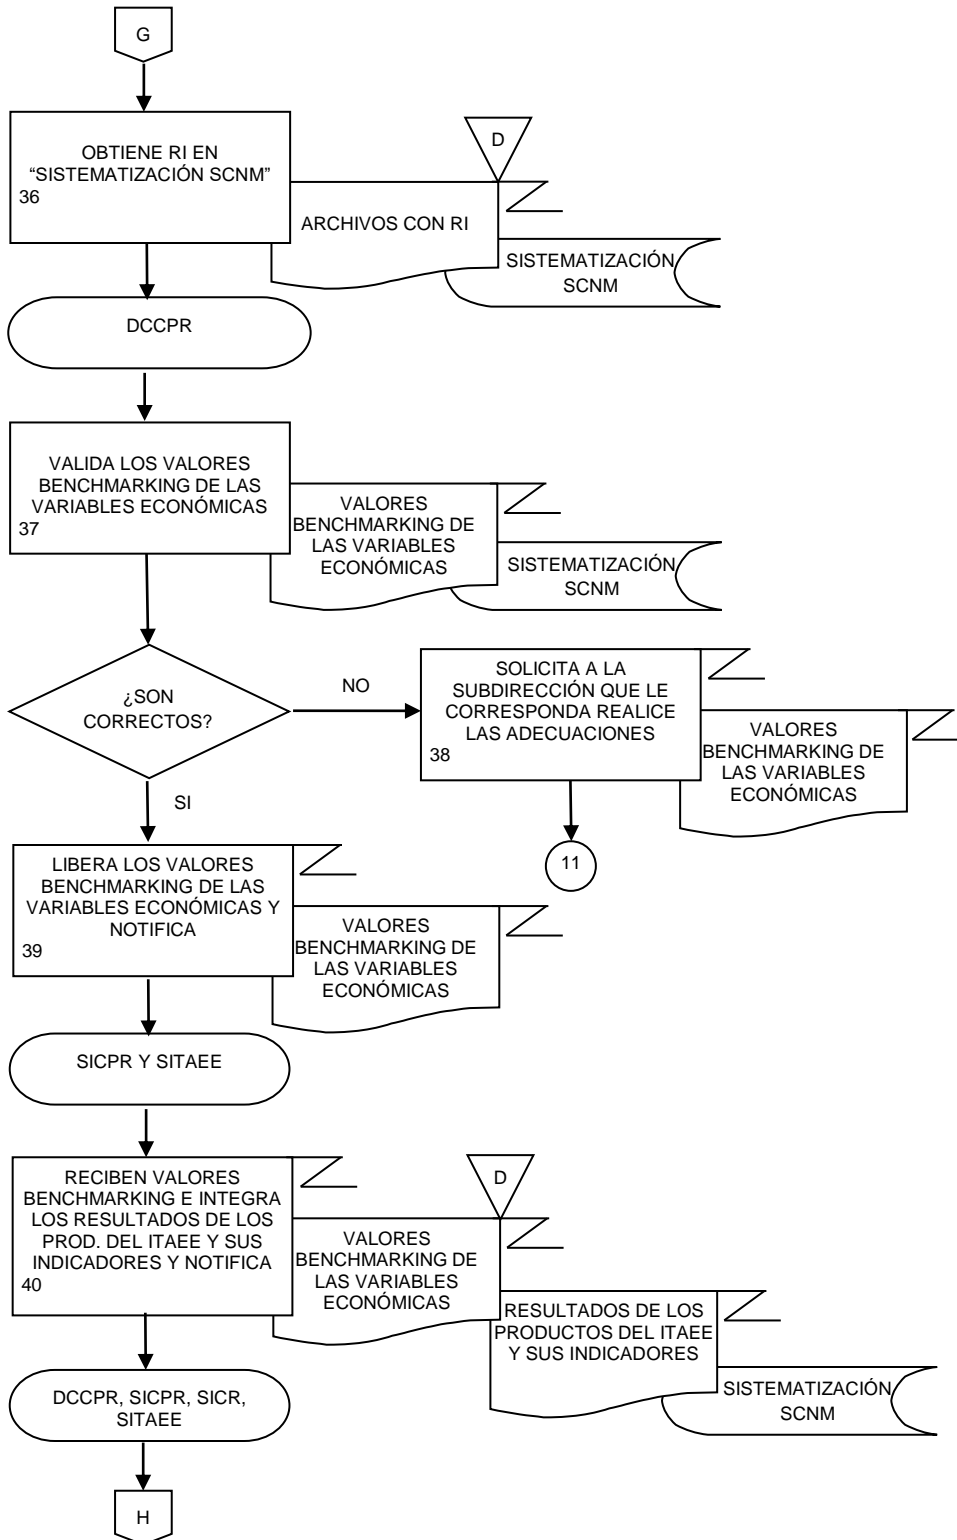 G
OBTIENE RI EN
“SISTEMATIZACIÓN SCNM”
36
D
ARCHIVOS CON RI
SISTEMATIZACIÓN
SCNM
DCCPR
VALIDA LOS VALORES
BENCHMARKING DE LAS
VARIABLES ECONÓMICAS
37
VALORES
BENCHMARKING DE
LAS VARIABLES
ECONÓMICAS
SISTEMATIZACIÓN
SCNM
¿SON
CORRECTOS?
NO
SOLICITA A LA
SUBDIRECCIÓN QUE LE
CORRESPONDA REALICE
LAS ADECUACIONES
38
VALORES
BENCHMARKING DE
LAS VARIABLES
ECONÓMICAS
11
SI
LIBERA LOS VALORES
BENCHMARKING DE LAS
VARIABLES ECONÓMICAS Y
NOTIFICA
39
VALORES
BENCHMARKING DE
LAS VARIABLES
ECONÓMICAS
SICPR Y SITAEE
RECIBEN VALORES
BENCHMARKING E INTEGRA
LOS RESULTADOS DE LOS
PROD. DEL ITAEE Y SUS
INDICADORES Y NOTIFICA
40
D
VALORES
BENCHMARKING DE
LAS VARIABLES
ECONÓMICAS
RESULTADOS DE LOS
PRODUCTOS DEL ITAEE
Y SUS INDICADORES
SISTEMATIZACIÓN
SCNM
DCCPR, SICPR, SICR,
SITAEE
H